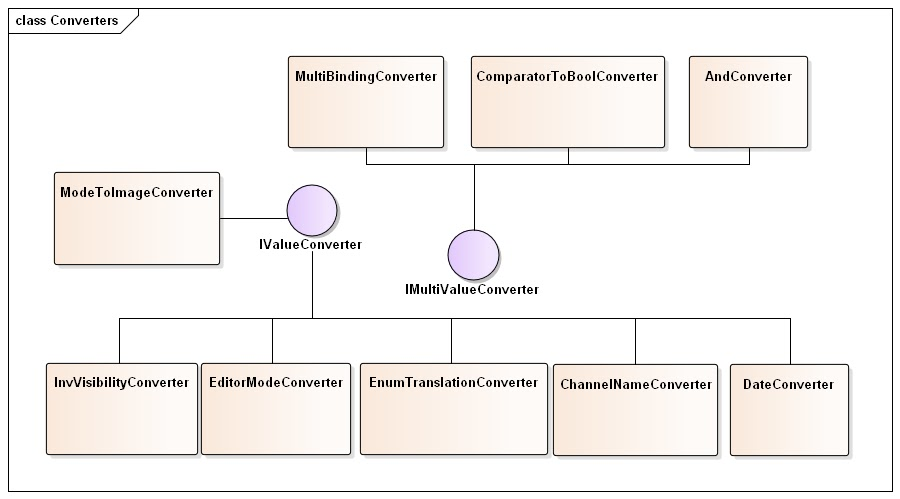 class Converters
MultiBindingConverter
ComparatorToBoolConverter
AndConverter
ModeToImageConverter
IValueConverter
IMultiValueConverter
InvVisibilityConverter
EditorModeConverter
EnumTranslationConverter
ChannelNameConverter
DateConverter